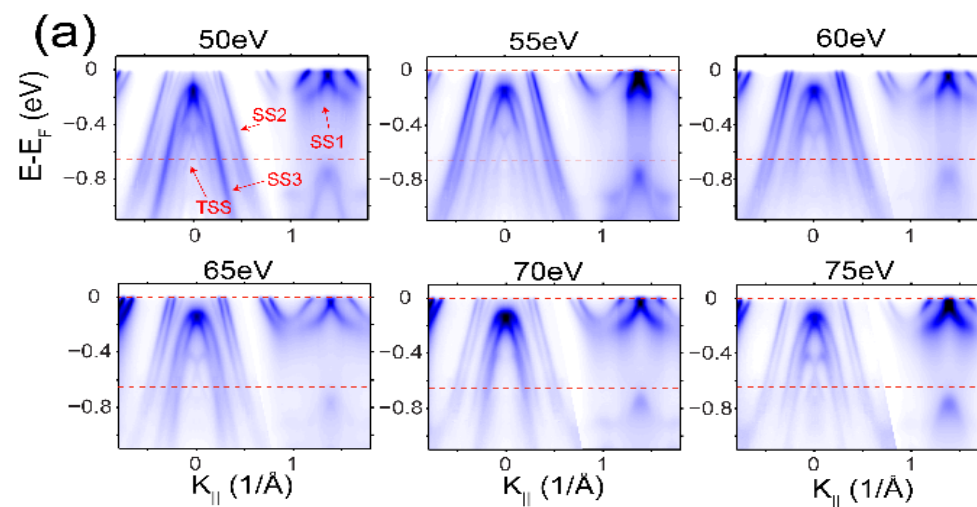 (a)
50eV 55eV 60eV
E-E_F (eV)
0 0 0
−0.4 −0.4 −0.4
−0.8 −0.8 −0.8
SS2
SS1
SS3
TSS
0 1 0 1 0 1
65eV 70eV 75eV
0 0 0
−0.4 −0.4 −0.4
−0.8 −0.8 −0.8
0 1 0 1 0 1
K_|| (1/Å) K_|| (1/Å) K_|| (1/Å)